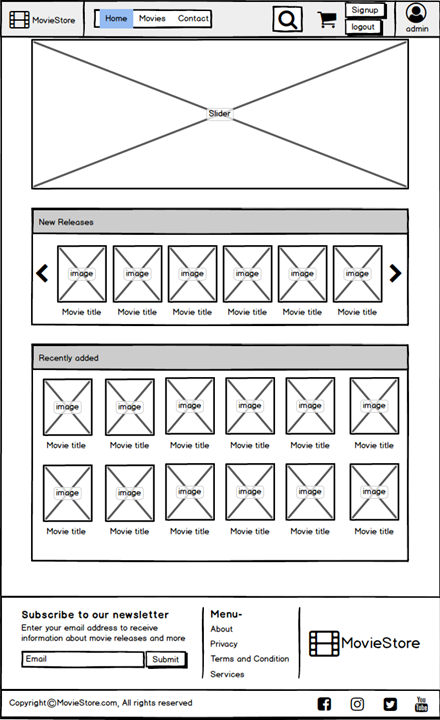 MovieStore
Home Movies Contact
Signup
logout
admin
Slider
New Releases
image image image image image image
Movie title Movie title Movie title Movie title Movie title Movie title
Recently added
image image image image image image
Movie title Movie title Movie title Movie title Movie title Movie title
image image image image image image
Movie title Movie title Movie title Movie title Movie title Movie title
Subscribe to our newsletter
Enter your email address to receive
information about movie releases and more
Email Submit
Menu-
About
Privacy
Terms and Condition
Services
MovieStore
Copyright©MovieStore.com, All rights reserved
You
Tube